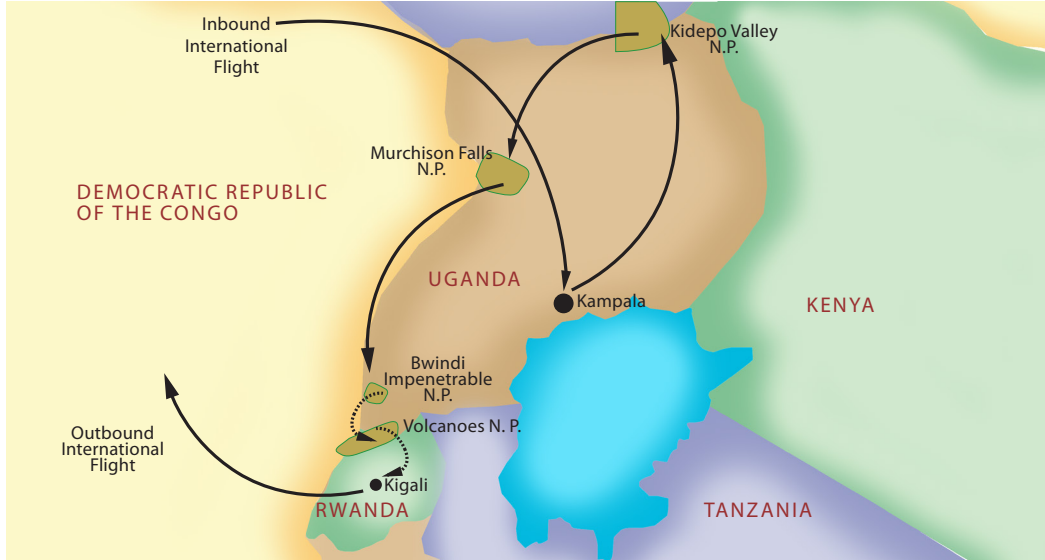 Inbound
International
Flight
Kidepo Valley
N.P.
Murchison Falls
N.P.
DEMOCRATIC REPUBLIC
OF THE CONGO
UGANDA
Kampala
KENYA
Bwindi
Impenetrable
N.P.
Volcanoes N. P.
Outbound
International
Flight
Kigali
RWANDA
TANZANIA